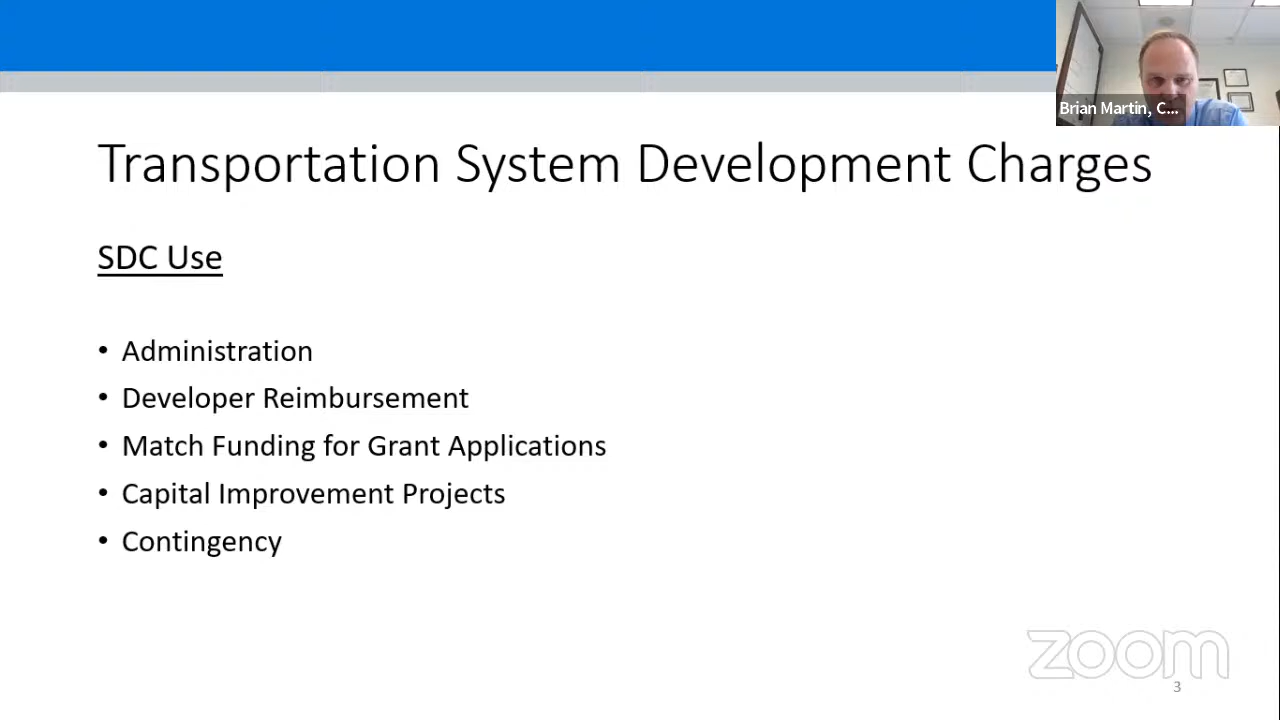 Brian Martin, C...
Transportation System Development Charges
SDC Use
• Administration
• Developer Reimbursement
• Match Funding for Grant Applications
• Capital Improvement Projects
• Contingency
zoom
3